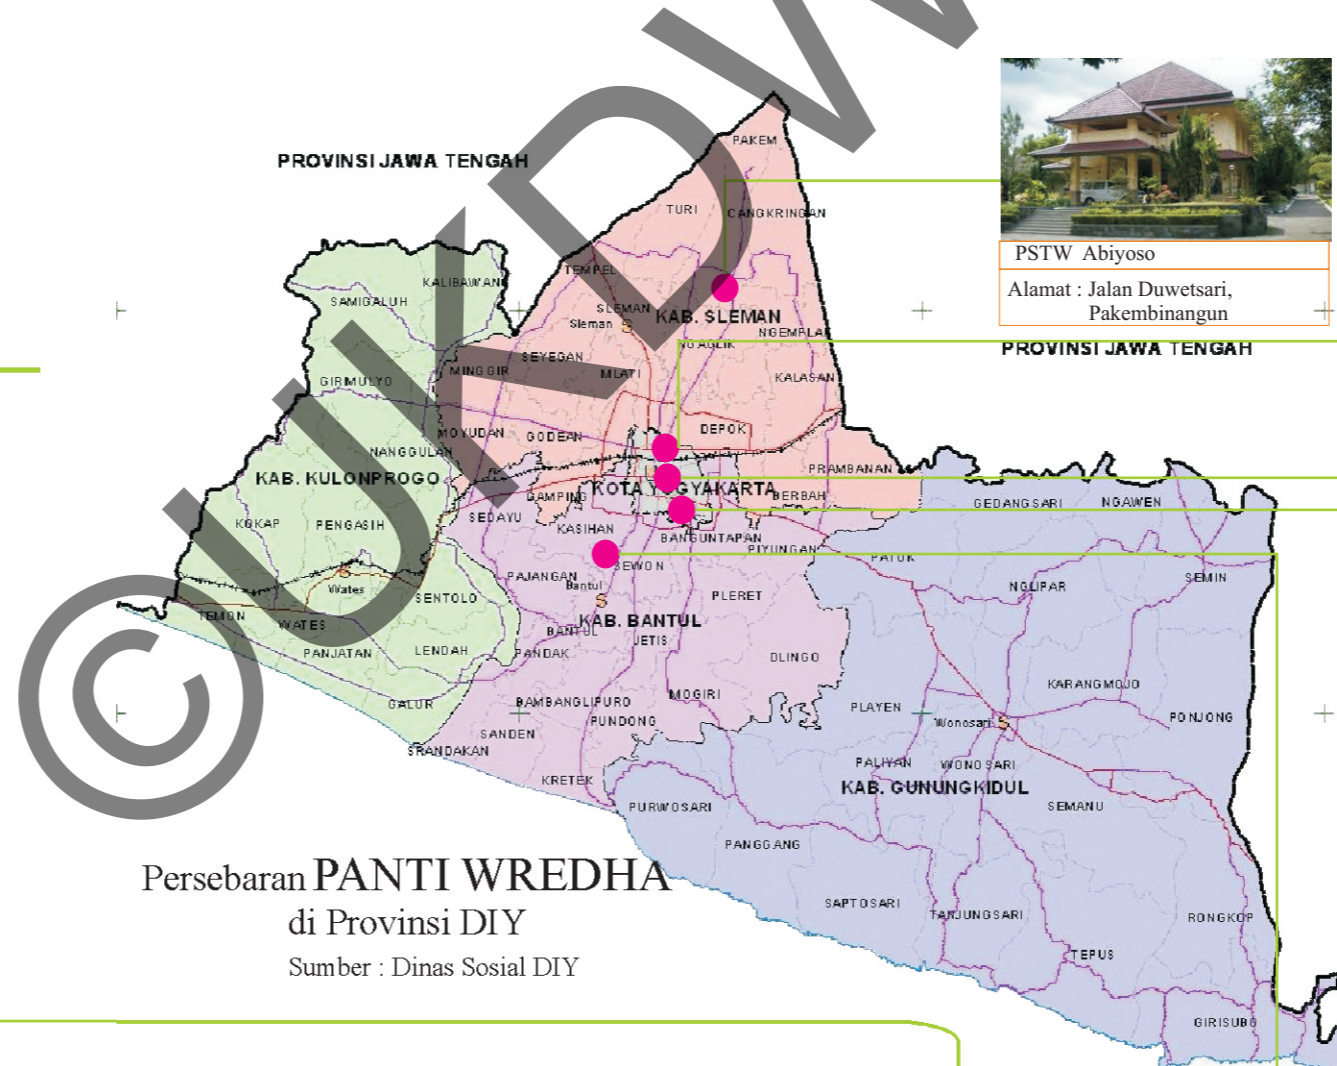 ©UKDW
PROVINSI JAWA TENGAH
PAKEM
TURI
CANGKRINGAN
TEMPEL
KALIBAWANG
SAMIGALUH
SLEMAN
Sleman
KAB. SLEMAN
NGEMPLAK
NGAGLIK
SEYEGAN
MINGGIR
MLATI
KALASAN
GIRIMULYO
MOYUDAN
GODEAN
DEPOK
NANGGULAN
PRAMBANAN
KAB. KULONPROGO
KOTA YOGYAKARTA
GAMPING
BERBAH
GEDANGSARI
NGAWEN
KOKAP
PENGASIH
SEDAYU
KASIHAN
BANGUNTAPAN
PIYUNGAN
PATUK
SEWON
PAJANGAN
Bantul
NGLIPAR
SEMIN
Wates
SENTOLO
PLERET
TEMON
WATES
KAB. BANTUL
BANTUL
JETIS
PANJATAN
LENDAH
PANDAK
DLINGO
KARANGMOJO
GALUR
BAMBANGLIPURO
MOGIRI
PLAYEN
PUNDONG
Wonosari
PONJONG
SANDEN
SRANDAKAN
PALIYAN
WONOSARI
KRETEK
KAB. GUNUNGKIDUL
PURWOSARI
SEMANU
PANGGANG
SAPTOSARI
TANJUNGSARI
RONGKOP
TEPUS
GIRISUBO
PSTW Abiyoso
Alamat : Jalan Duwetsari,
Pakembinangun
PROVINSI JAWA TENGAH
Persebaran PANTI WREDHA
di Provinsi DIY
Sumber : Dinas Sosial DIY